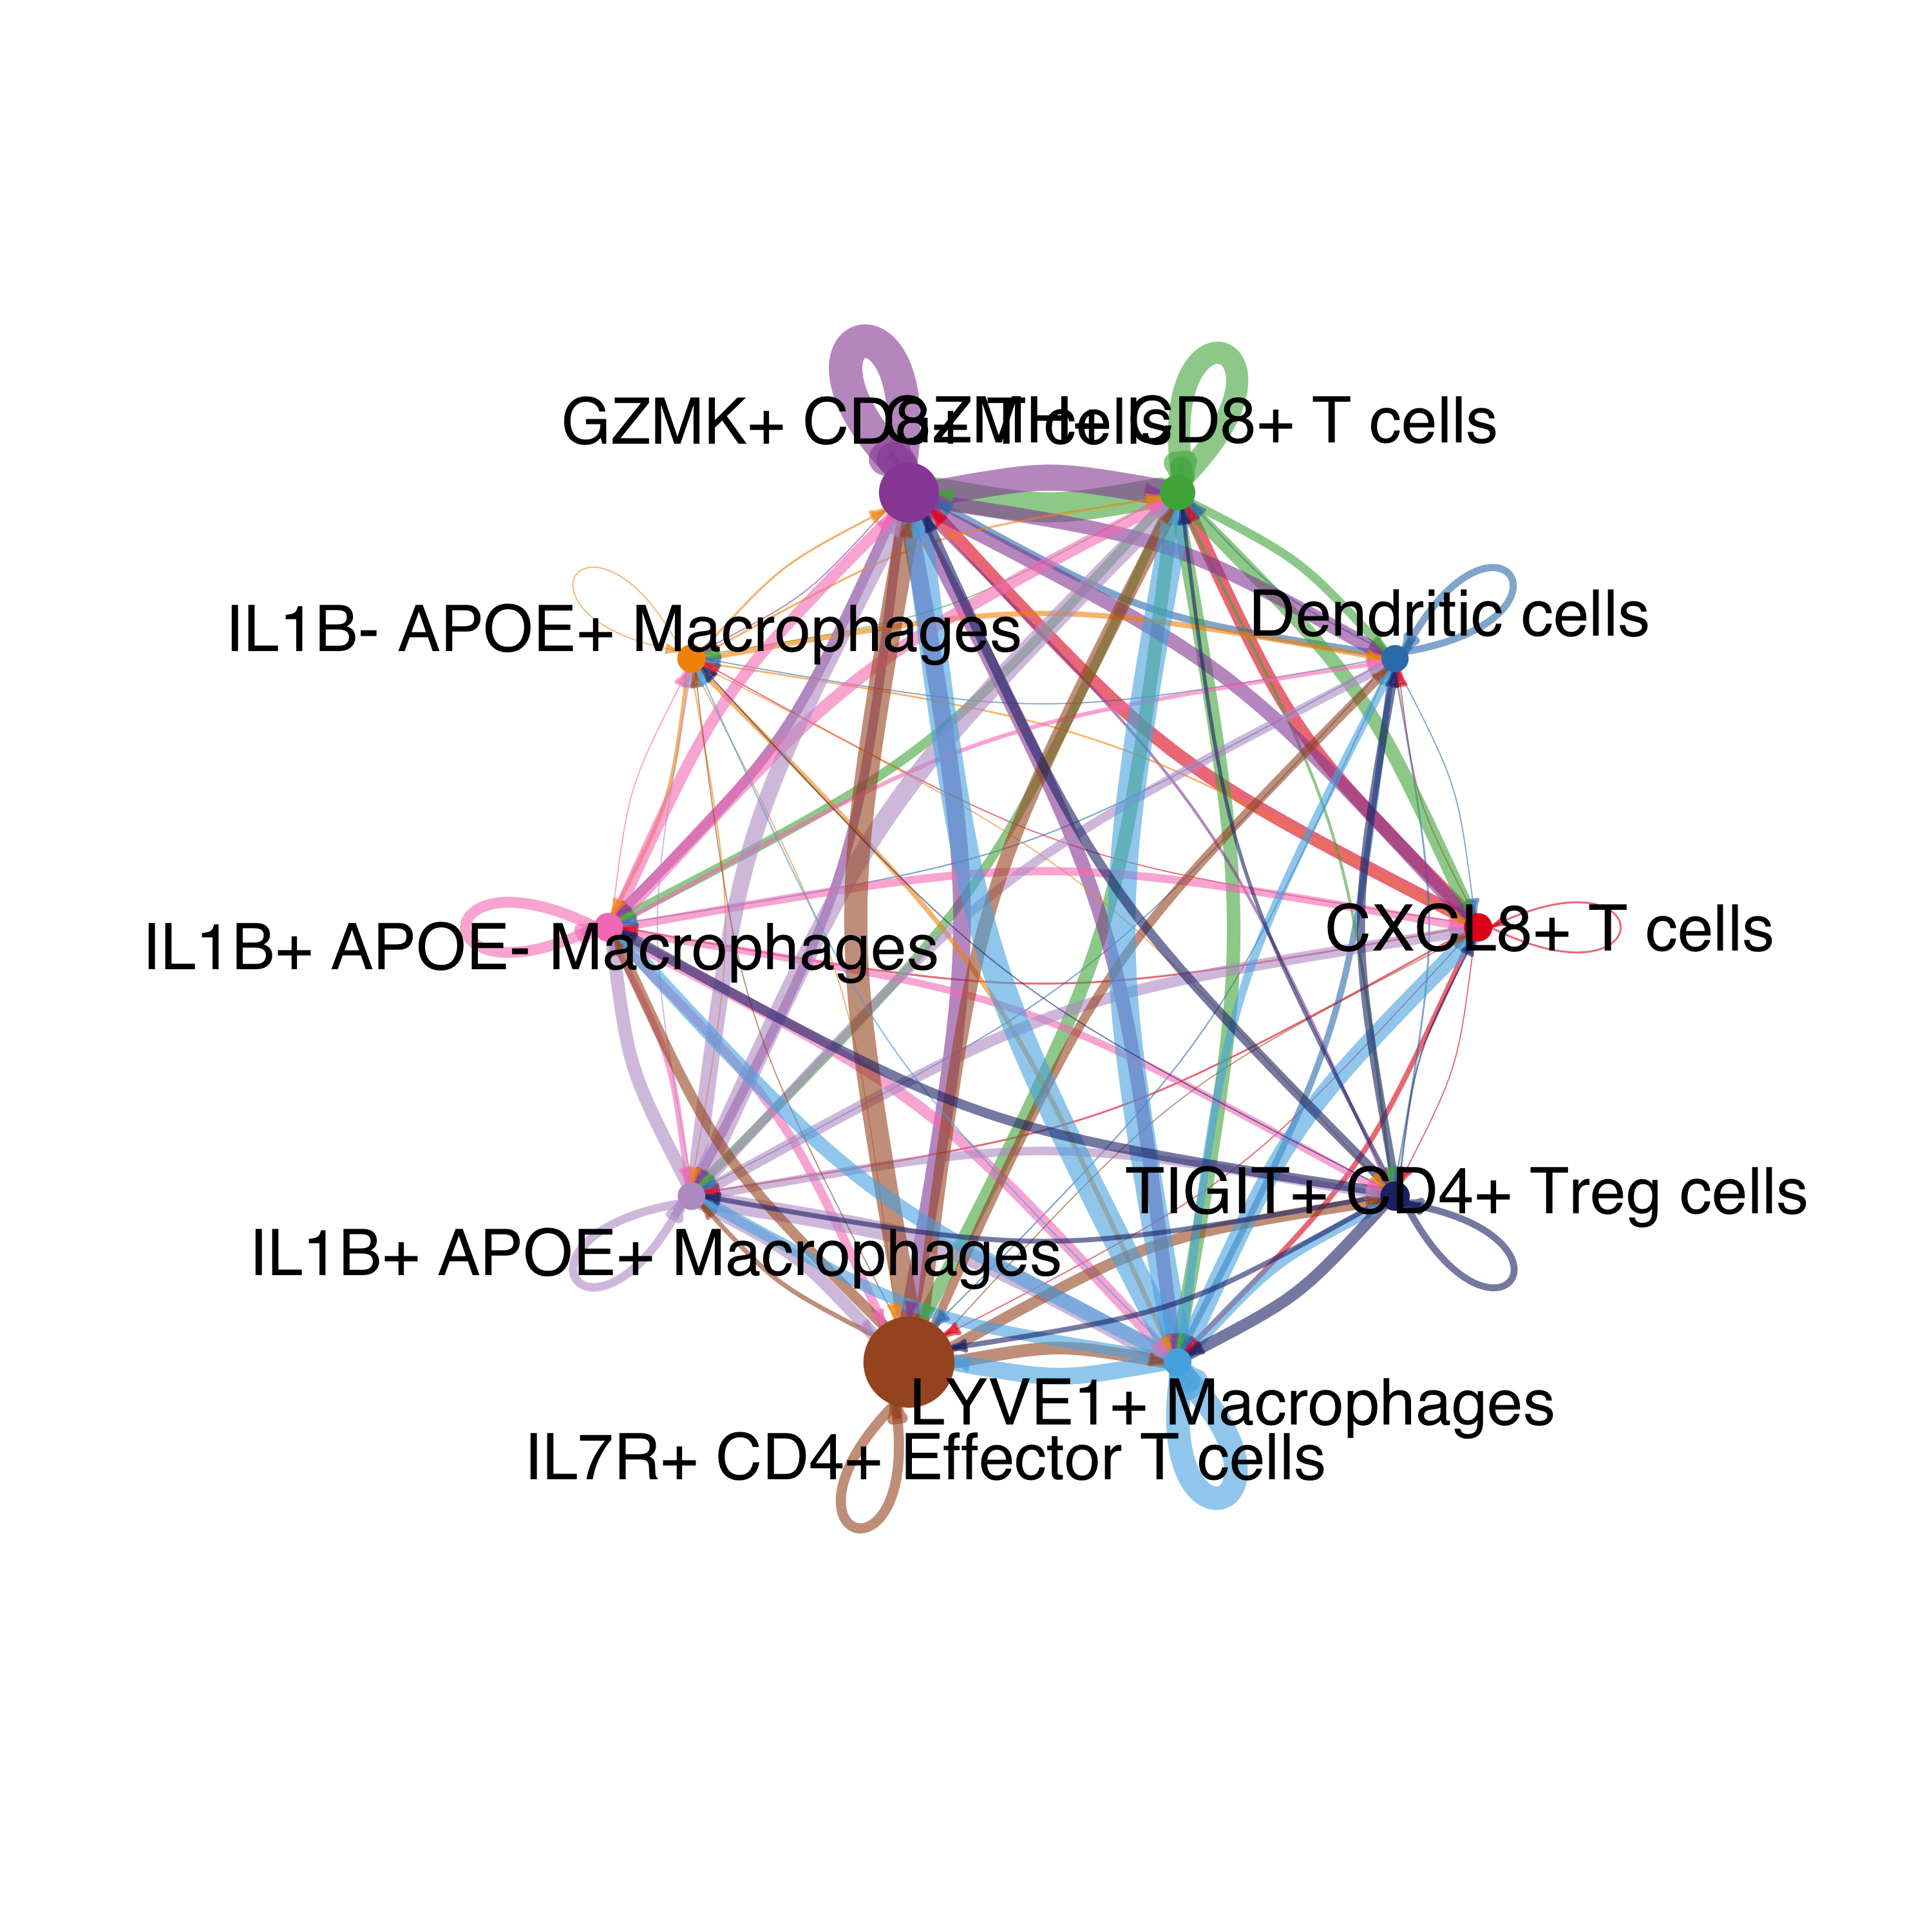 GZMK+ CD8+ T cells
GZMH+ CD8+ T cells
Dendritic cells
IL1B- APOE+ Macrophages
CXCL8+ T cells
IL1B+ APOE- Macrophages
TIGIT+ CD4+ Treg cells
IL1B+ APOE+ Macrophages
LYVE1+ Macrophages
IL7R+ CD4+ Effector T cells